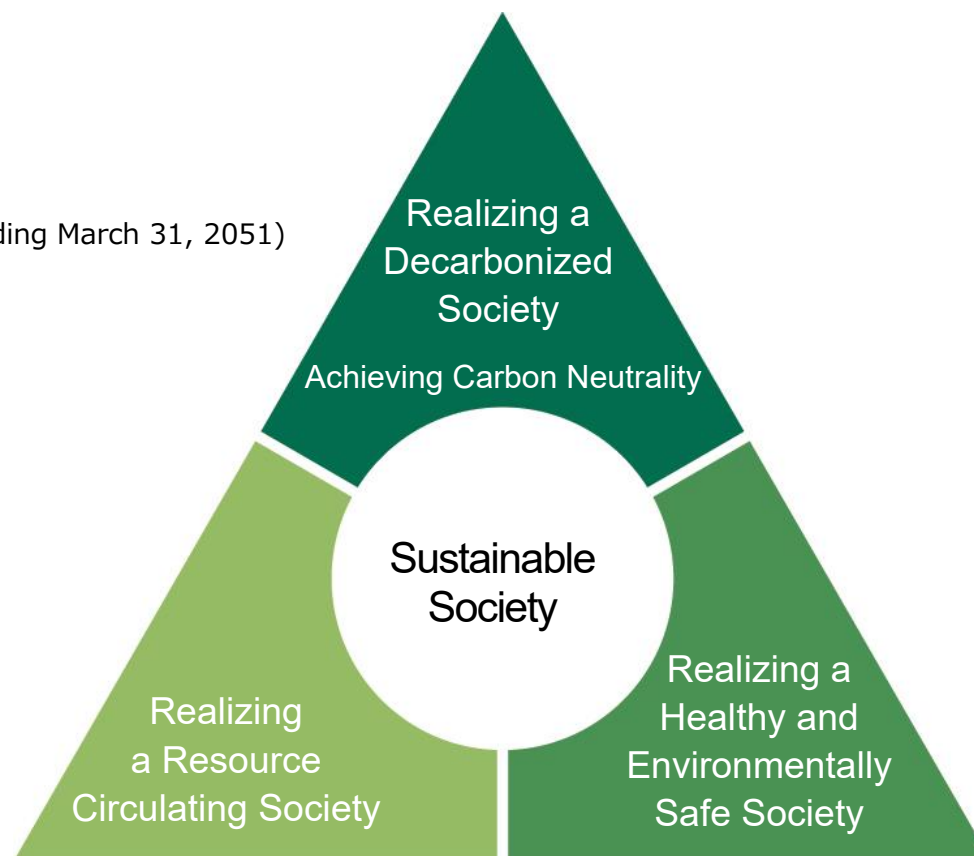 ding March 31, 2051)
Realizing a
Decarbonized
Society
Achieving Carbon Neutrality
Sustainable
Society
Realizing
a Resource
Circulating Society
Realizing a
Healthy and
Environmentally
Safe Society